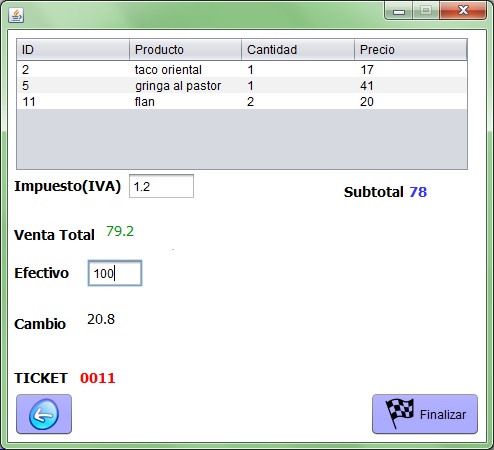 ID Producto Cantidad Precio
2 taco oriental 1 17
5 gringa al pastor 1 41
11 flan 2 20
Impuesto(IVA) 1.2 Subtotal 78
Venta Total 79.2
Efectivo 100
Cambio 20.8
TICKET 0011
Finalizar